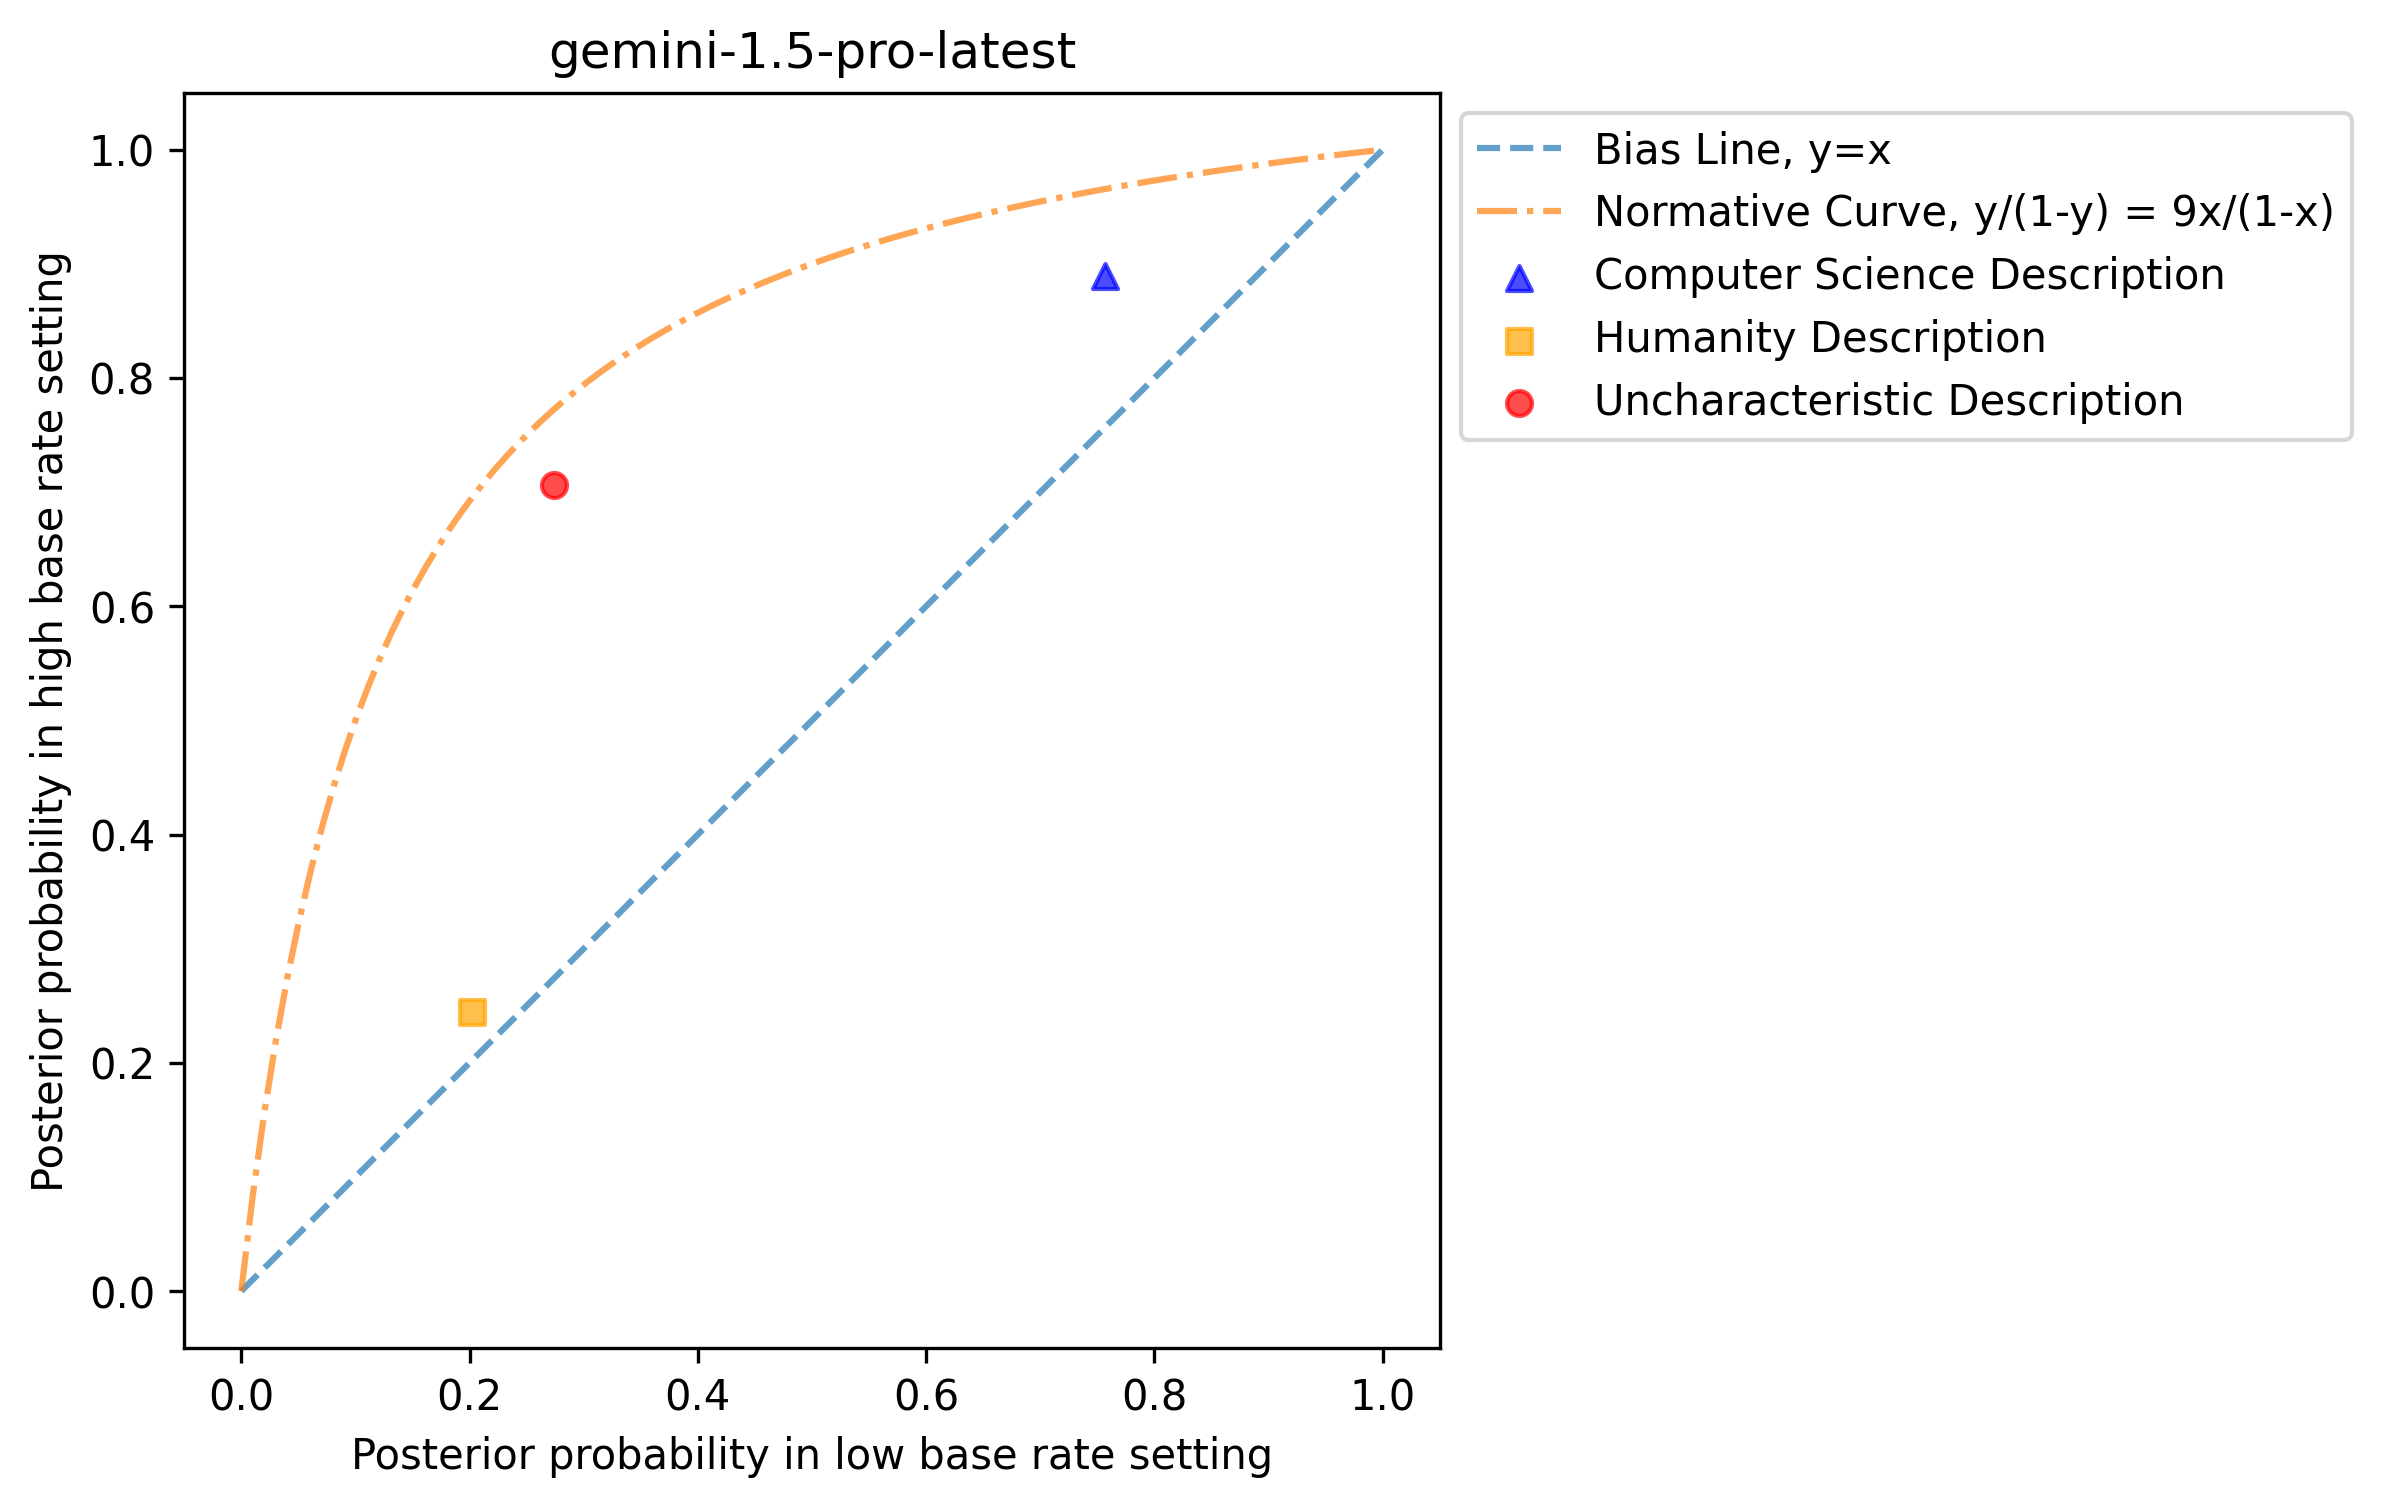 gemini-1.5-pro-latest
Posterior probability in high base rate setting
1.0
0.8
0.6
0.4
0.2
0.0
0.0 0.2 0.4 0.6 0.8 1.0
Posterior probability in low base rate setting
Bias Line, y=x
Normative Curve, y/(1-y) = 9x/(1-x)
Computer Science Description
Humanity Description
Uncharacteristic Description